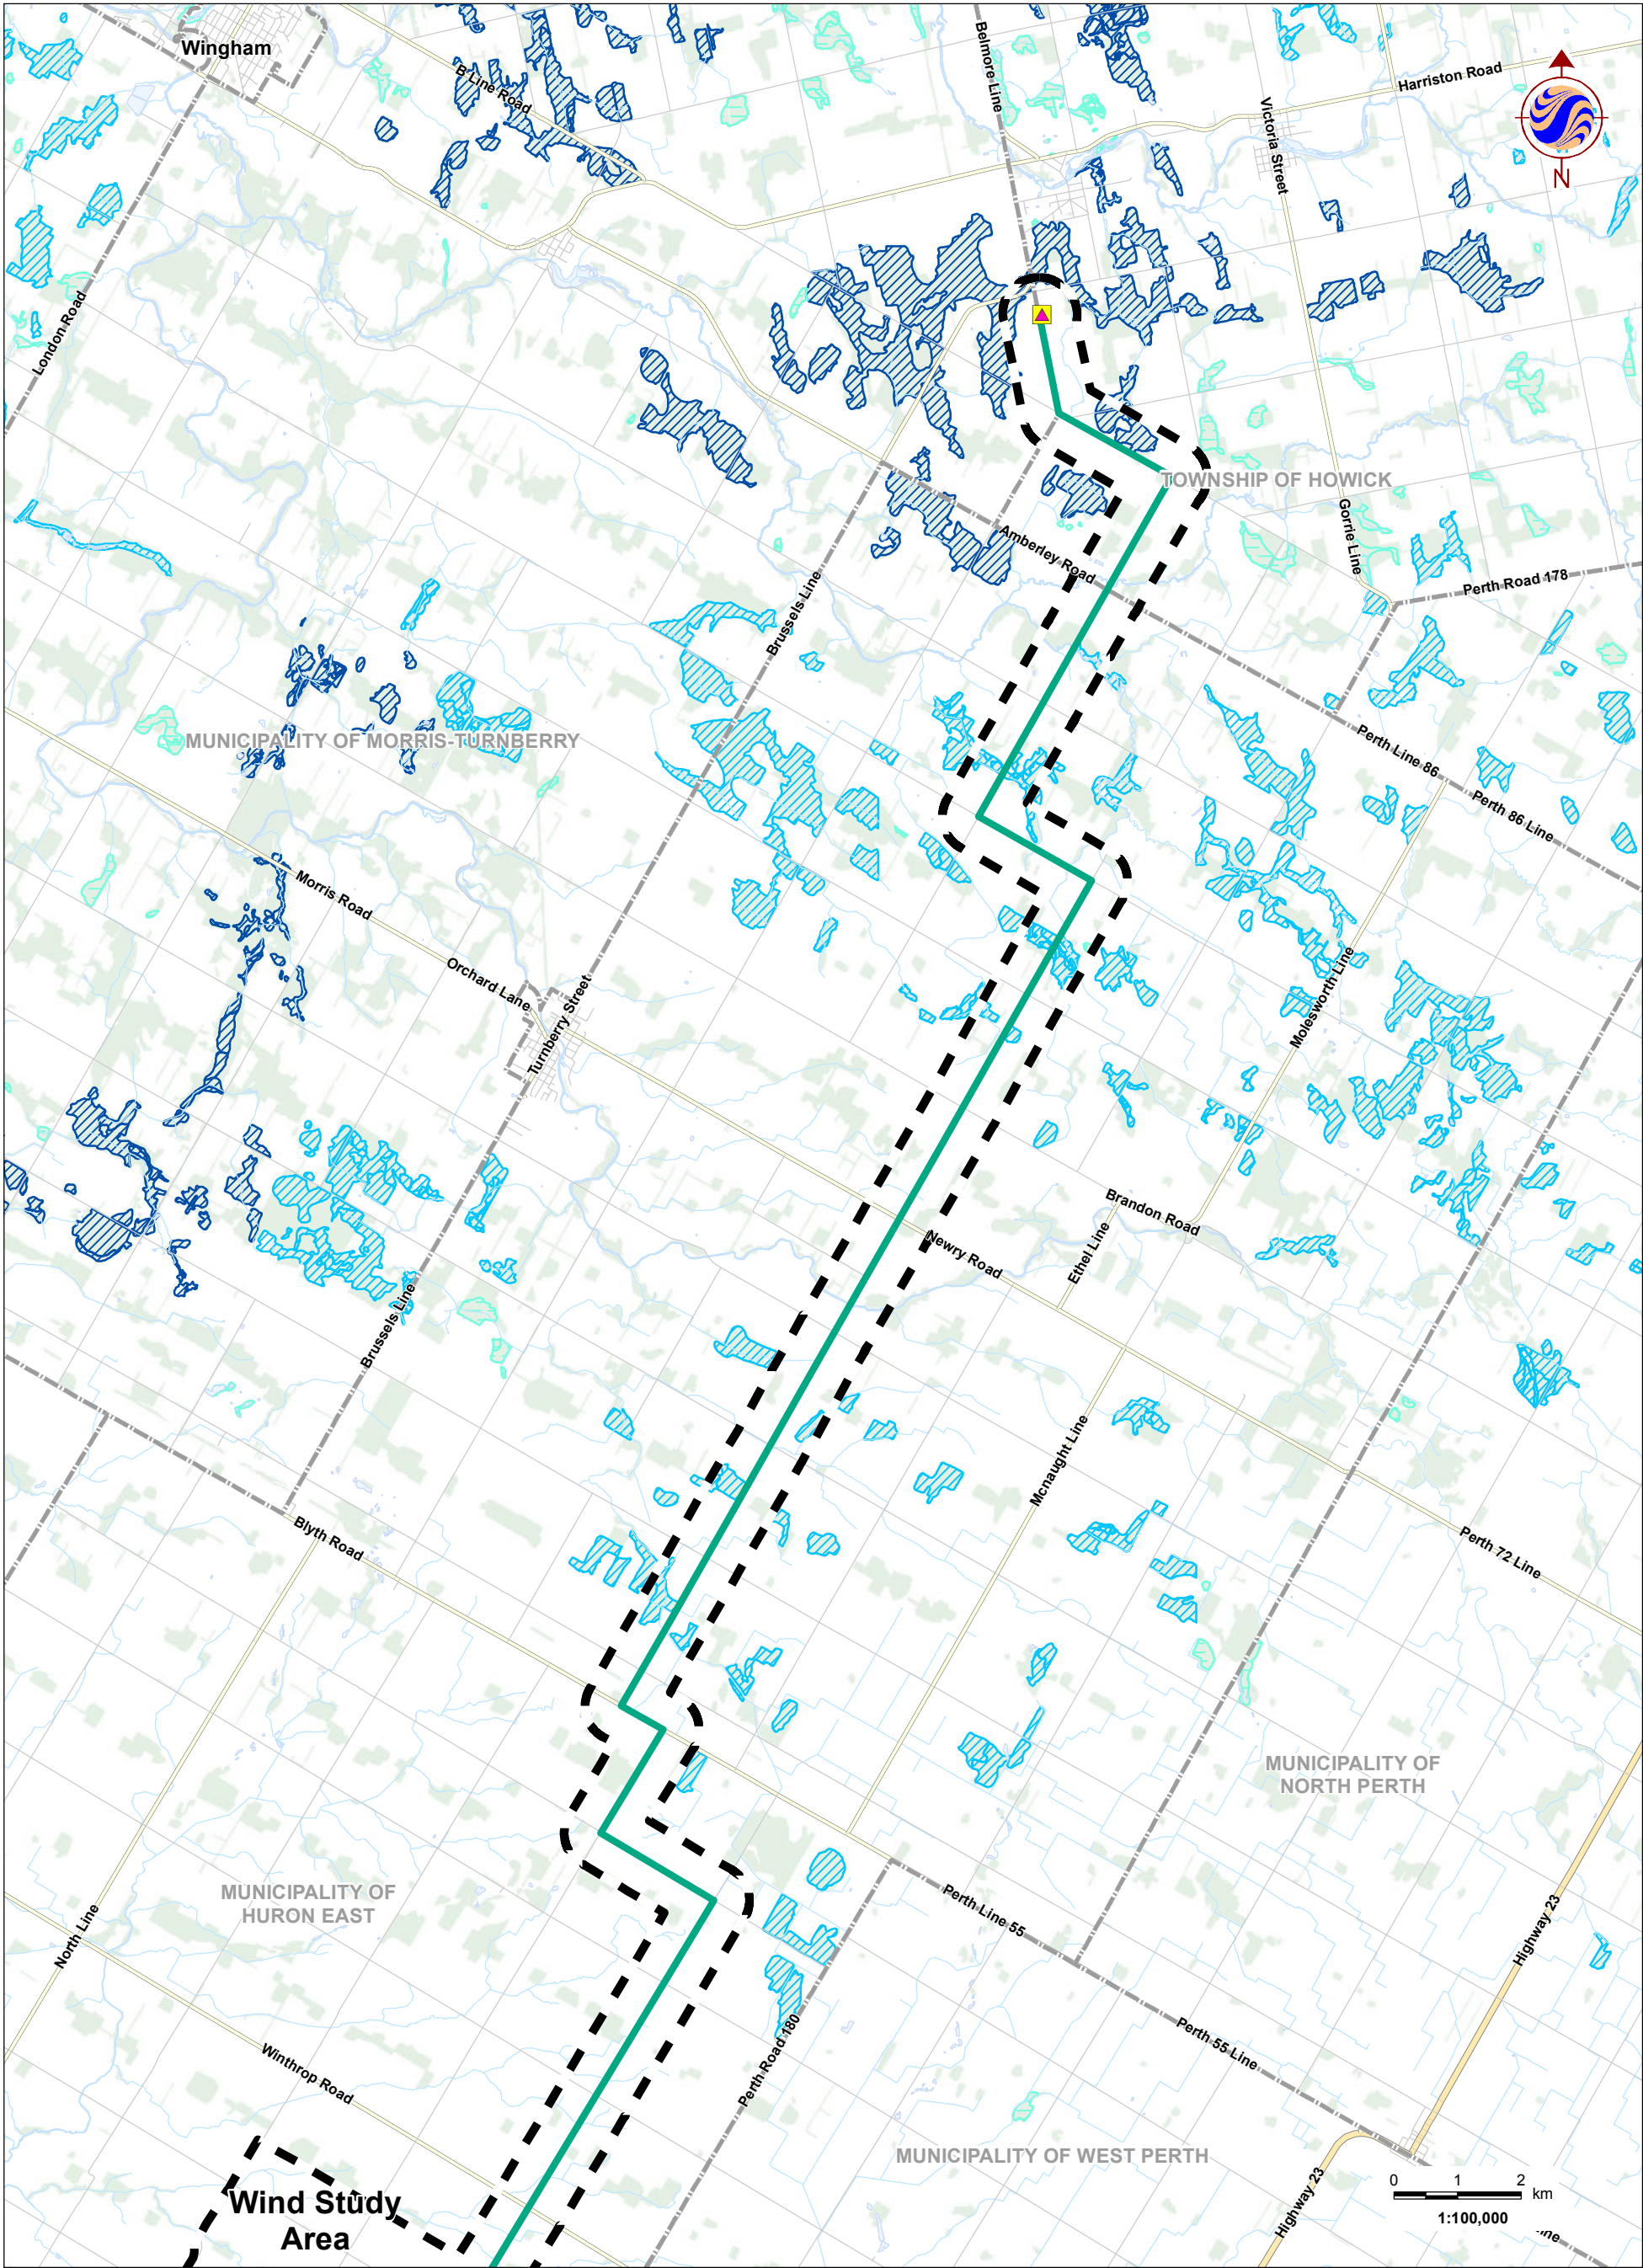 Wingham
B Line Road
Belmore Line
Harriston Road
Victoria Street
N
London Road
TOWNSHIP OF HOWICK
Gorrie Line
Amberley Road
Perth Road 178
Brussels Line
MUNICIPALITY OF MORRIS-TURNBERRY
Perth Line 86
Perth 86 Line
Morris Road
Orchard Lane
Turnberry Street
Molesworth Line
Brandon Road
Newry Road
Ethel Line
Brussels Line
Mcnaught Line
Blyth Road
Perth 72 Line
MUNICIPALITY OF
NORTH PERTH
MUNICIPALITY OF
HURON EAST
North Line
Perth Line 55
Highway 23
Perth 55 Line
Winthrop Road
Perth Road 180
MUNICIPALITY OF WEST PERTH
Wind Study
Area
Highway 23
0 1 2
km
1:100,000